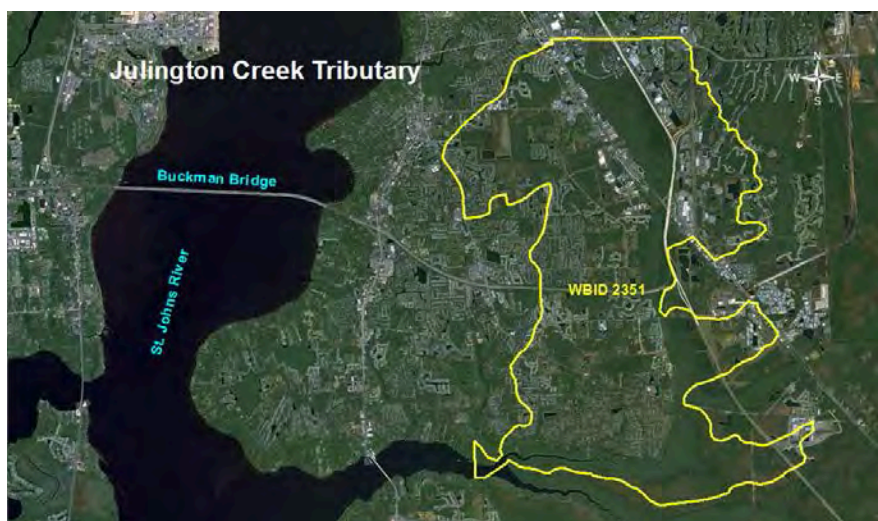 Julington Creek Tributary
N
W E
S
Buckman Bridge
St. Johns River
WBID 2351